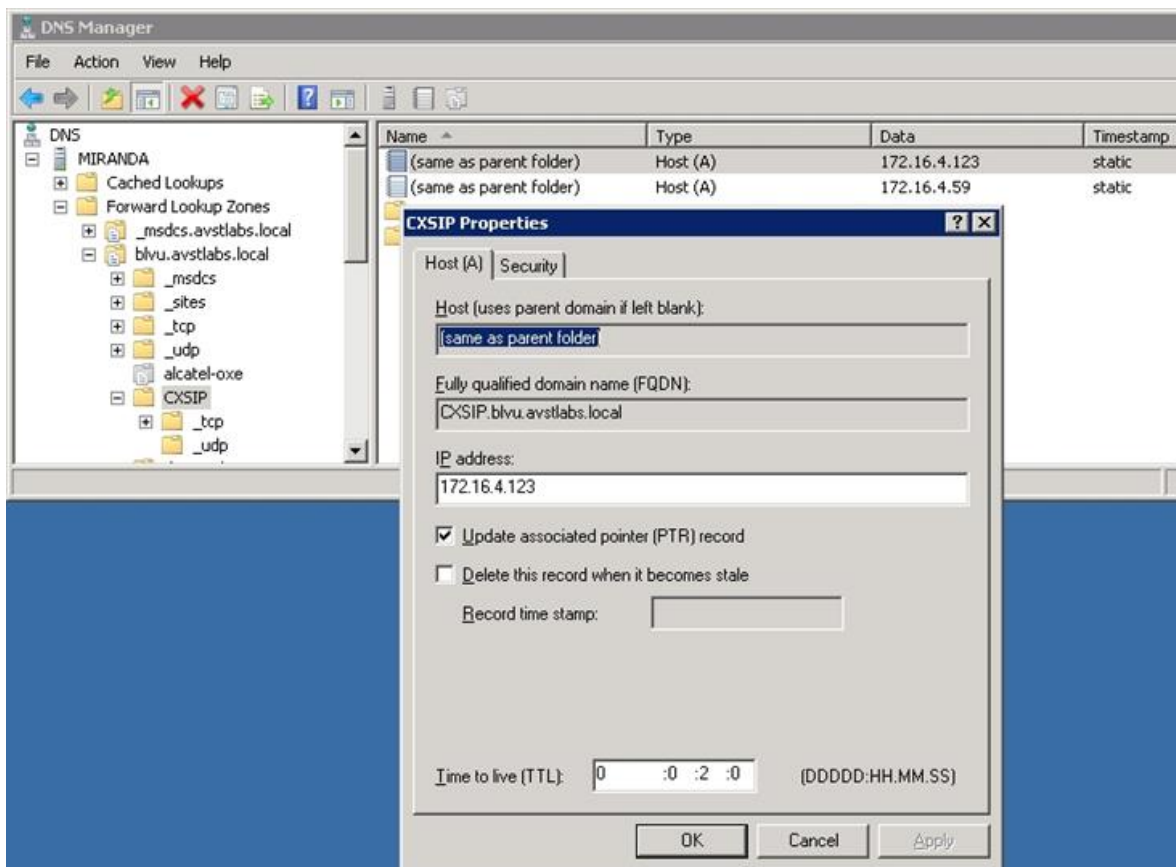 DNS Manager
File Action View Help
DNS
MIRANDA
Cached Lookups
Forward Lookup Zones
_msdcs.avstlabs.local
blvu.avstlabs.local
_msdcs
_sites
_tcp
_udp
alcatel-oxe
CXSIP
_tcp
_udp
Name Type Data Timestamp
(same as parent folder) Host (A) 172.16.4.123 static
(same as parent folder) Host (A) 172.16.4.59 static
CXSIP Properties
Host (A) Security
Host (uses parent domain if left blank):
(same as parent folder)
Fully qualified domain name (FQDN):
CXSIP.blvu.avstlabs.local
IP address:
172.16.4.123
Update associated pointer (PTR) record
Delete this record when it becomes stale
Record time stamp:
Time to live (TTL): 0 :0 :2 :0 (DDDDD:HH.MM.SS)
OK Cancel Apply